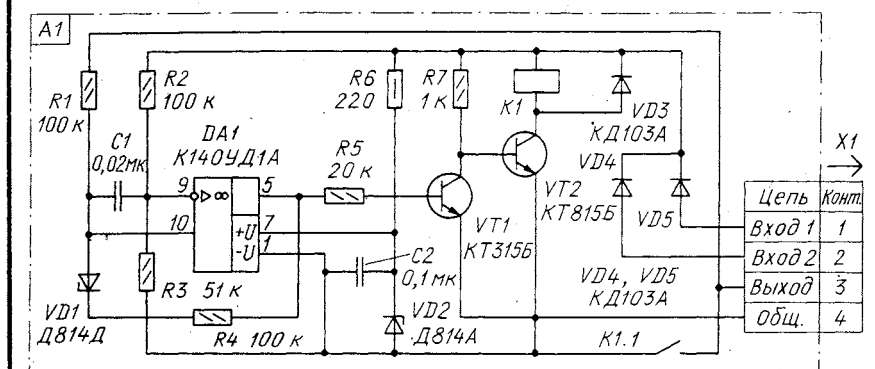 A1
R1
100 к
R2
100 к
C1
0,02мк
DA1
К140УД1А
9
10
▷ ∞
5
+U
7
-U
1
R3
51 к
R4 100 к
VD1
Д814Д
R5
20 к
R6
220
R7
1 к
C2
0,1 мк
VD2
Д814А
VT1
КТ315Б
K1
VT2
КТ815Б
VD3
КД103А
VD4
VD5
VD4, VD5
КД103А
K1.1
X1
Цепь Конт.
Вход 1 1
Вход 2 2
Выход 3
Общ. 4